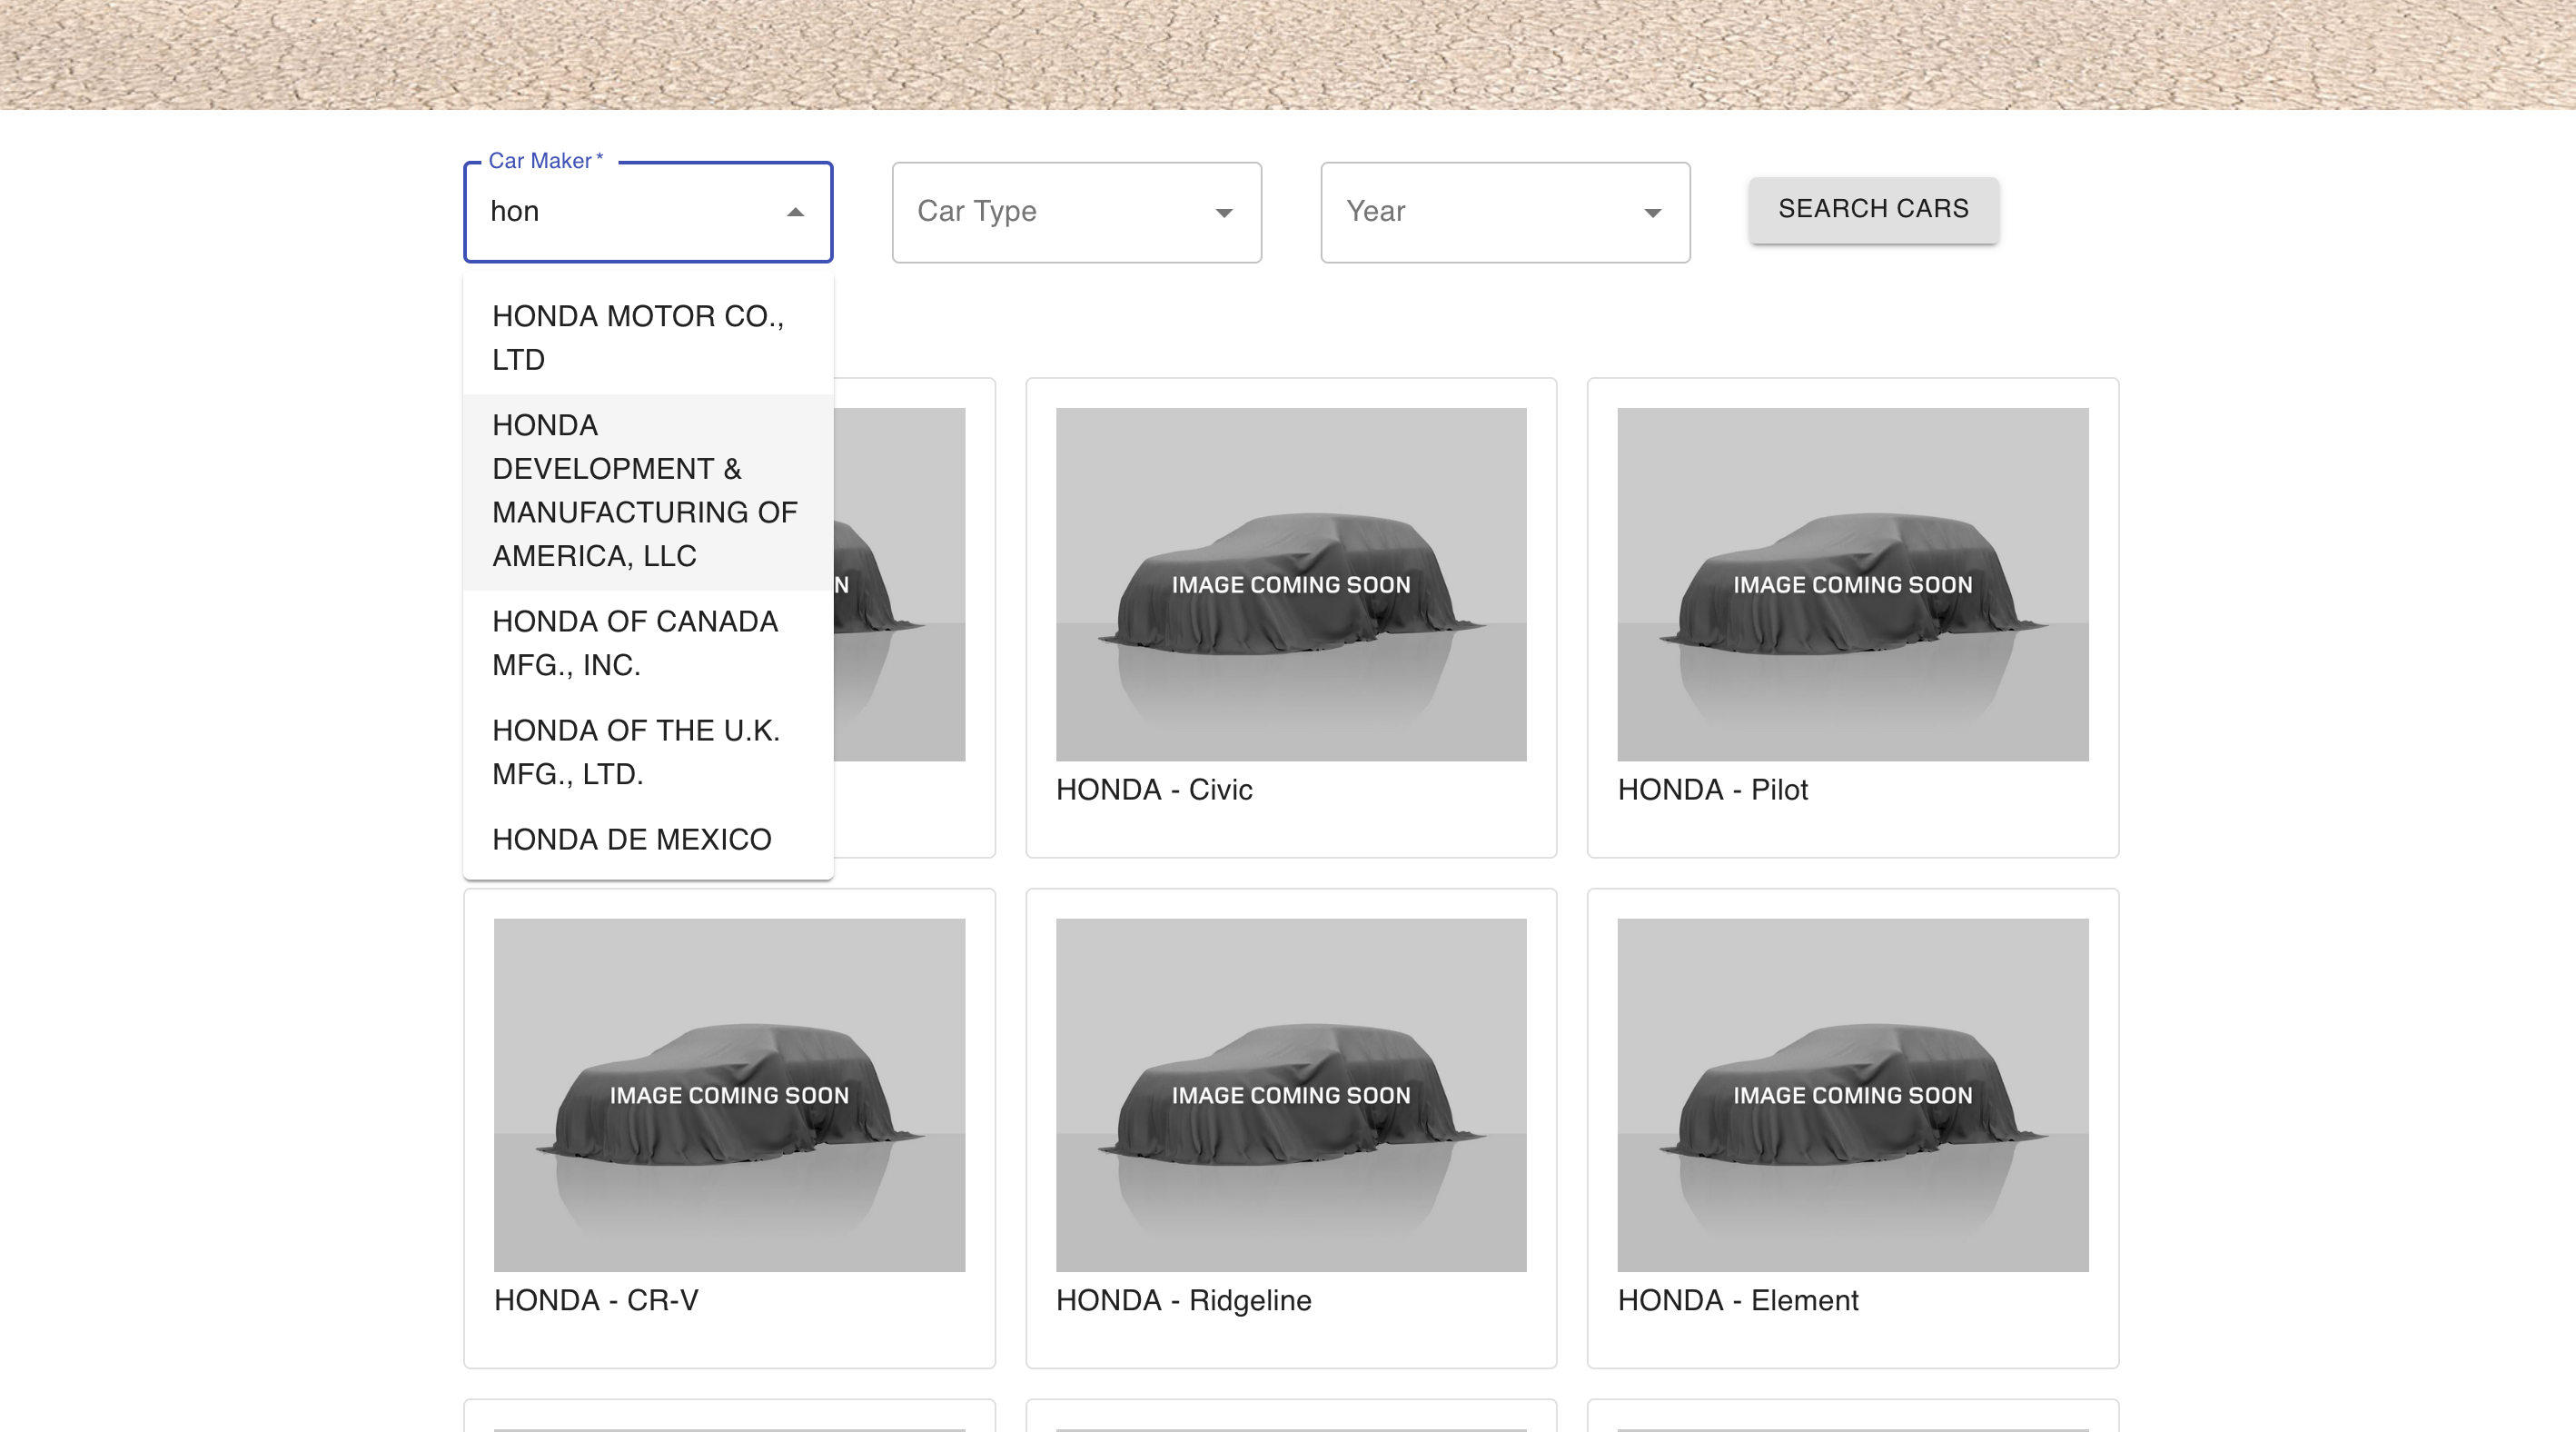 Car Maker *
hon
Car Type
Year
SEARCH CARS
HONDA MOTOR CO.,
LTD
HONDA
DEVELOPMENT &
MANUFACTURING OF
AMERICA, LLC
HONDA OF CANADA
MFG., INC.
HONDA OF THE U.K.
MFG., LTD.
HONDA DE MEXICO
IMAGE COMING SOON
HONDA - Civic
IMAGE COMING SOON
HONDA - Pilot
IMAGE COMING SOON
HONDA - CR-V
IMAGE COMING SOON
HONDA - Ridgeline
IMAGE COMING SOON
HONDA - Element